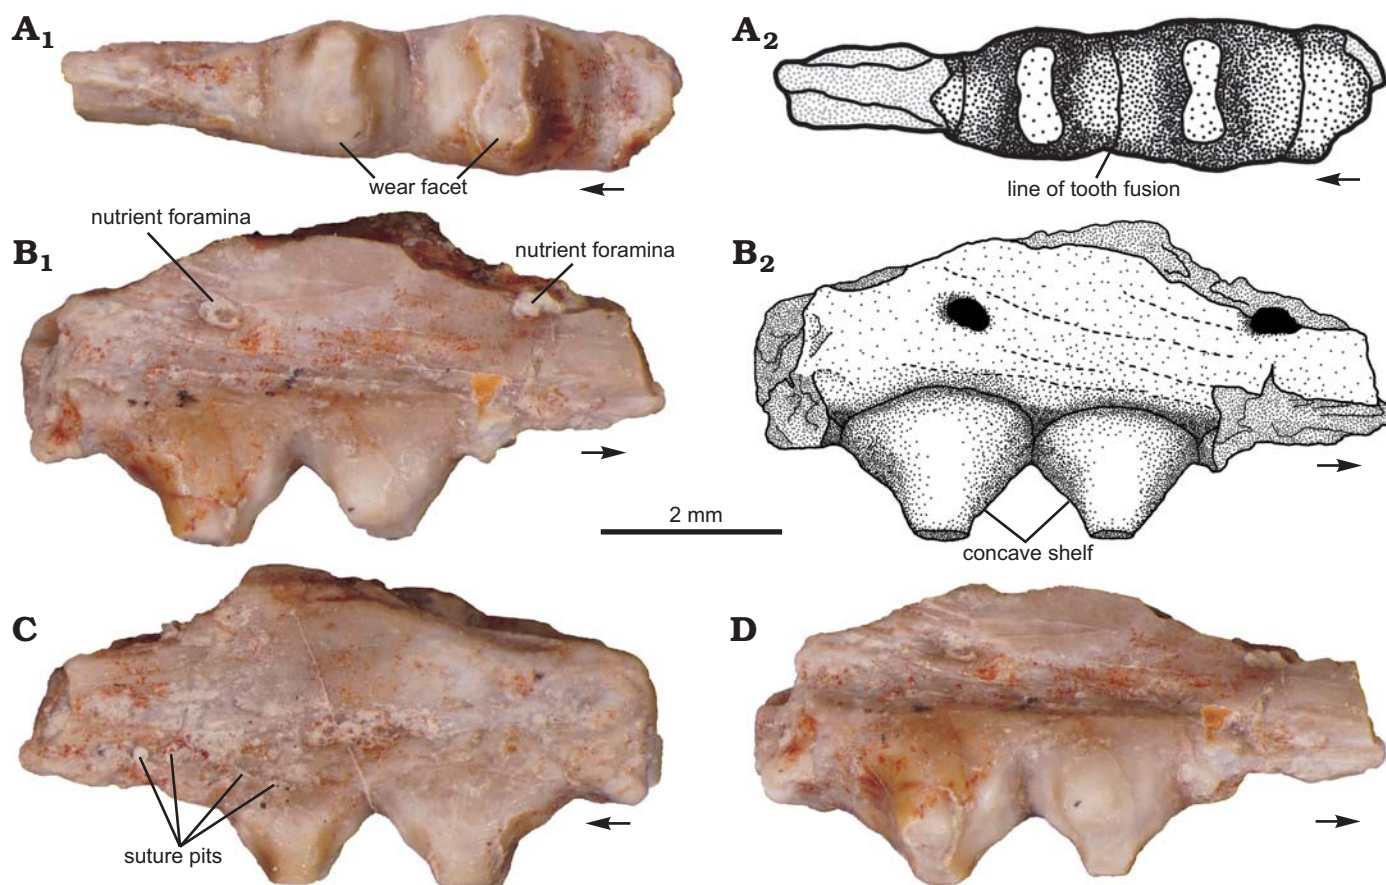 A1
A2
wear facet
line of tooth fusion
nutrient foramina
nutrient foramina
B1
B2
2 mm
concave shelf
C
D
suture pits